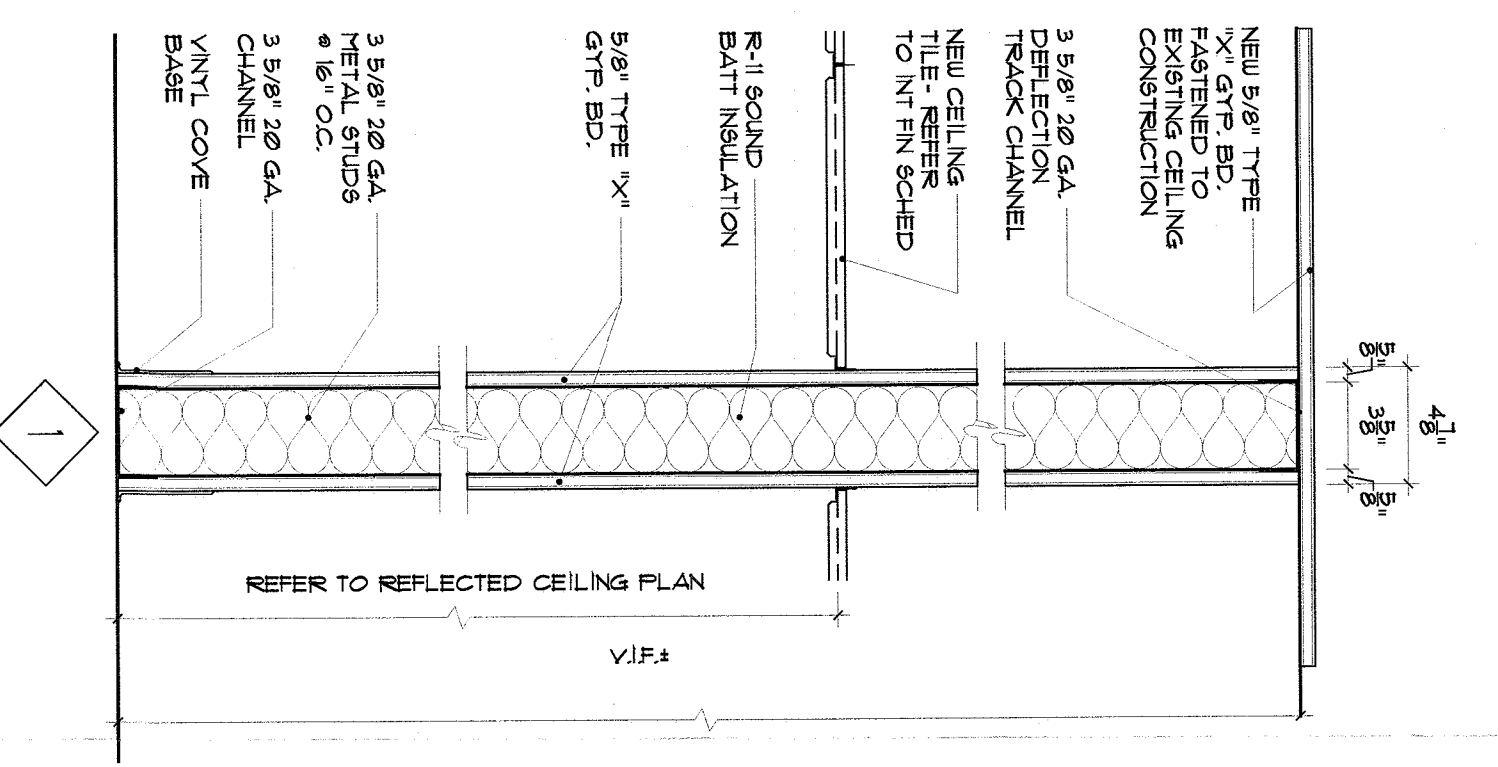 5/8"
4 7/8"
3 5/8"
5/8"
NEW 5/8" TYPE
"X" GYP. BD.
FASTENED TO
EXISTING CEILING
CONSTRUCTION
3 5/8" 20 GA.
DEFLECTION
TRACK CHANNEL
NEW CEILING
TILE - REFER
TO INT FIN SCHED
R-11 SOUND
BATT INSULATION
5/8" TYPE "X"
GYP. BD.
3 5/8" 20 GA.
METAL STUDS
@ 16" O.C.
3 5/8" 20 GA.
CHANNEL
VINYL COVE
BASE
REFER TO REFLECTED CEILING PLAN
V.I.F.±
1